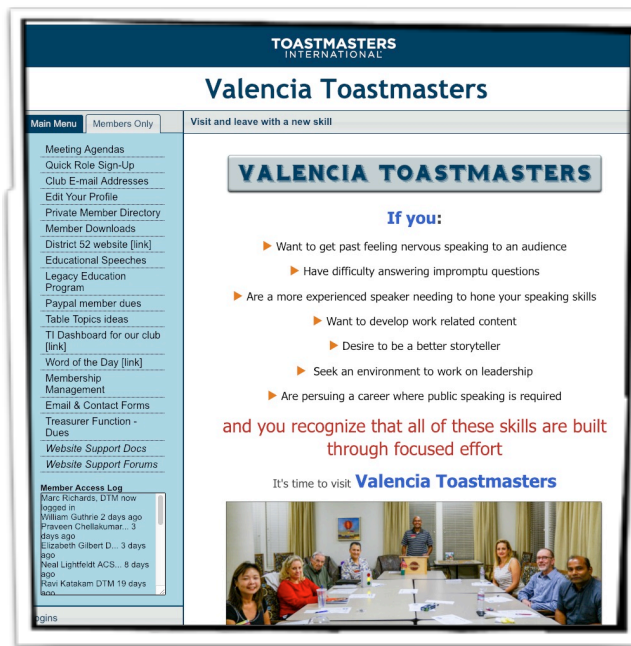 TOASTMASTERS
INTERNATIONAL
Valencia Toastmasters
Main Menu
Members Only
Visit and leave with a new skill
Meeting Agendas
Quick Role Sign-Up
Club E-mail Addresses
Edit Your Profile
Private Member Directory
Member Downloads
District 52 website [link]
Educational Speeches
Legacy Education
Program
Paypal member dues
Table Topics ideas
TI Dashboard for our club
[link]
Word of the Day [link]
Membership
Management
Email & Contact Forms
Treasurer Function -
Dues
Website Support Docs
Website Support Forums
Member Access Log
Marc Richards, DTM now
logged in
William Guthrie 2 days ago
Praveen Chellakumar... 3
days ago
Elizabeth Gilbert D... 3 days
ago
Neal Lightfeldt ACS... 8 days
ago
Ravi Katakam DTM 19 days
ago
ogins
VALENCIA TOASTMASTERS
If you:
Want to get past feeling nervous speaking to an audience
Have difficulty answering impromptu questions
Are a more experienced speaker needing to hone your speaking skills
Want to develop work related content
Desire to be a better storyteller
Seek an environment to work on leadership
Are persuing a career where public speaking is required
and you recognize that all of these skills are built
through focused effort
It's time to visit Valencia Toastmasters